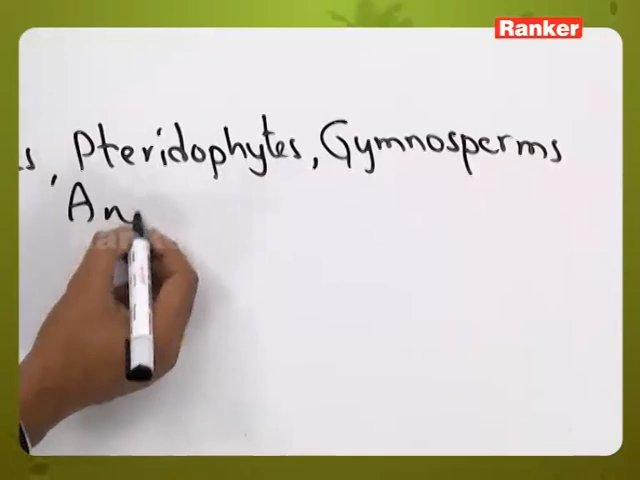 Ranker
s, Pteridophytes, Gymnosperms
An